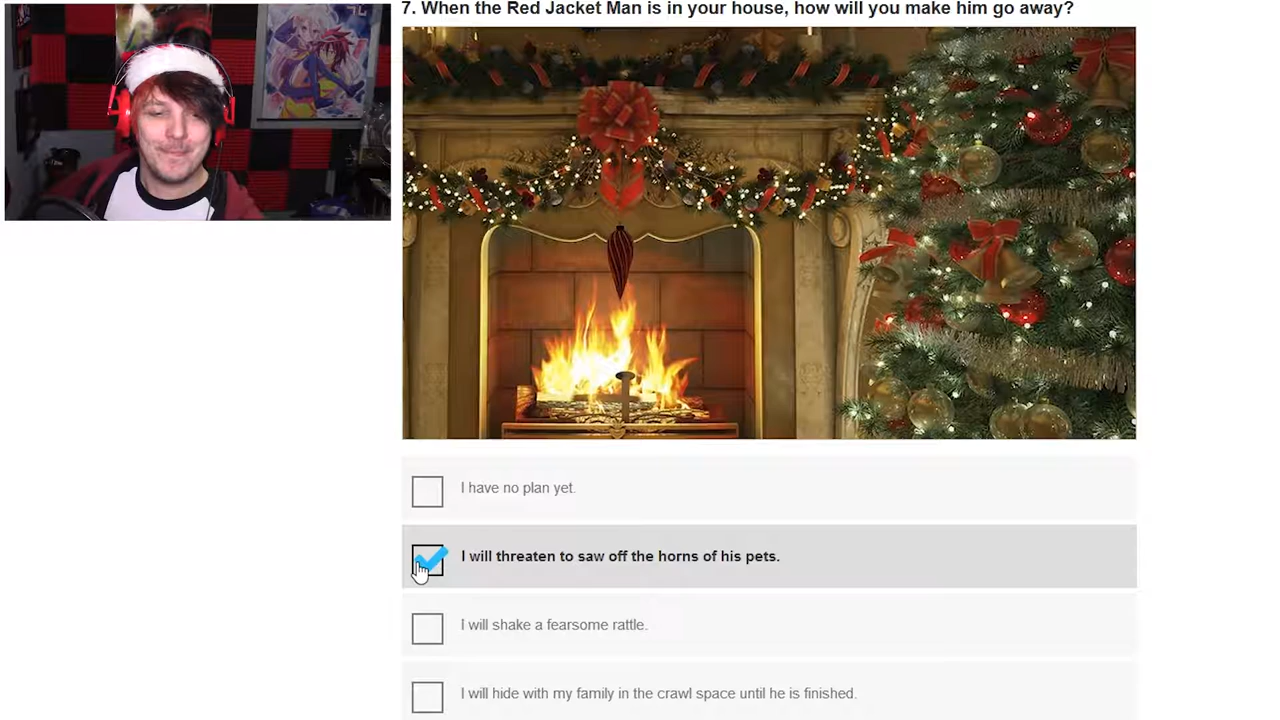 7. When the Red Jacket Man is in your house, how will you make him go away?
I have no plan yet.
I will threaten to saw off the horns of his pets.
I will shake a fearsome rattle.
I will hide with my family in the crawl space until he is finished.